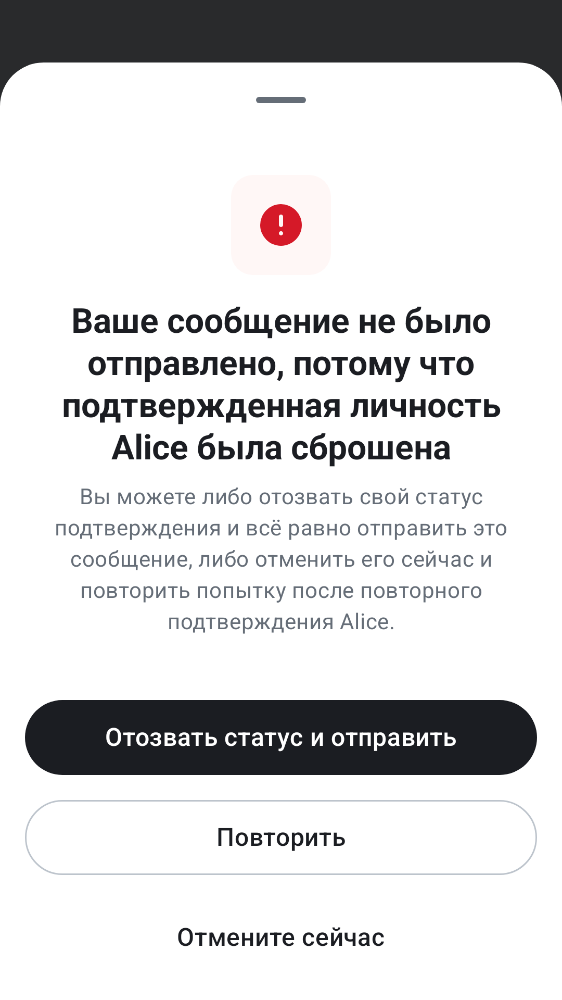 Ваше сообщение не было
отправлено, потому что
подтвержденная личность
Alice была сброшена
Вы можете либо отозвать свой статус
подтверждения и всё равно отправить это
сообщение, либо отменить его сейчас и
повторить попытку после повторного
подтверждения Alice.
Отозвать статус и отправить
Повторить
Отмените сейчас